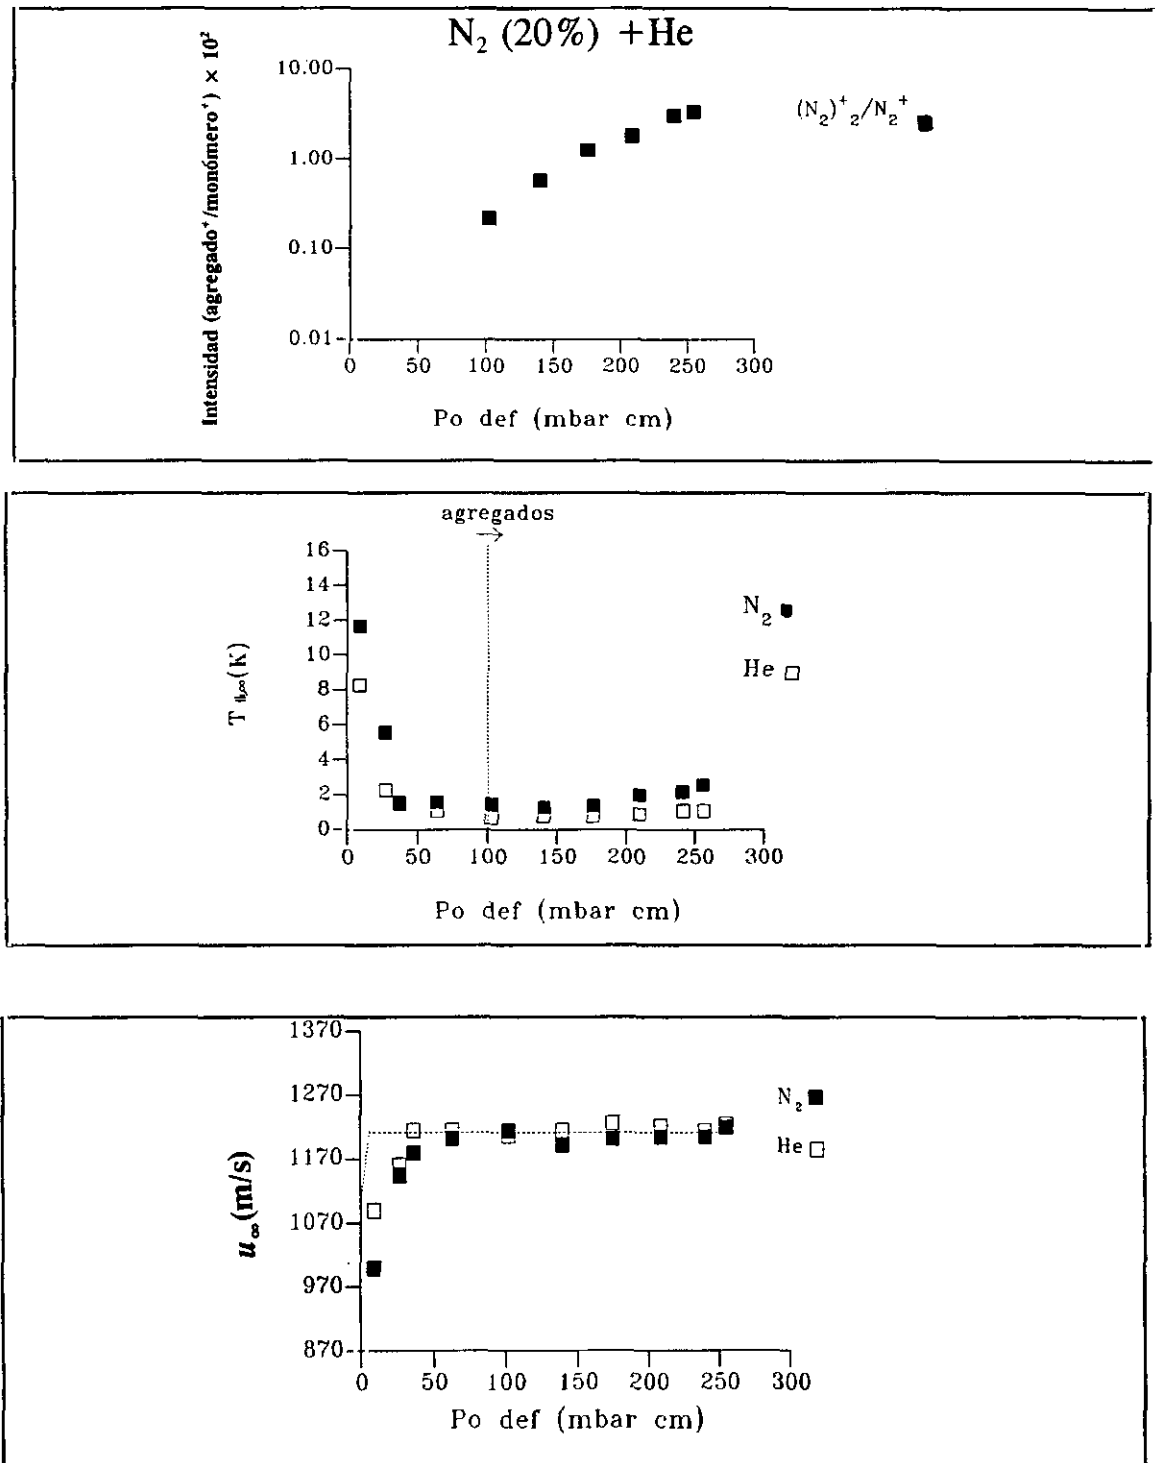 N₂ (20%) +He
Intensidad (agregado⁺/monómero⁺) × 10²
10.00
1.00
0.10
0.01
0 50 100 150 200 250 300
Po def (mbar cm)
(N₂)⁺₂/N₂⁺
agregados
→
T th,∞(K)
16
14
12
10
8
6
4
2
0
0 50 100 150 200 250 300
Po def (mbar cm)
N₂
He
u∞(m/s)
1370
1270
1170
1070
970
870
0 50 100 150 200 250 300
Po def (mbar cm)
N₂
He